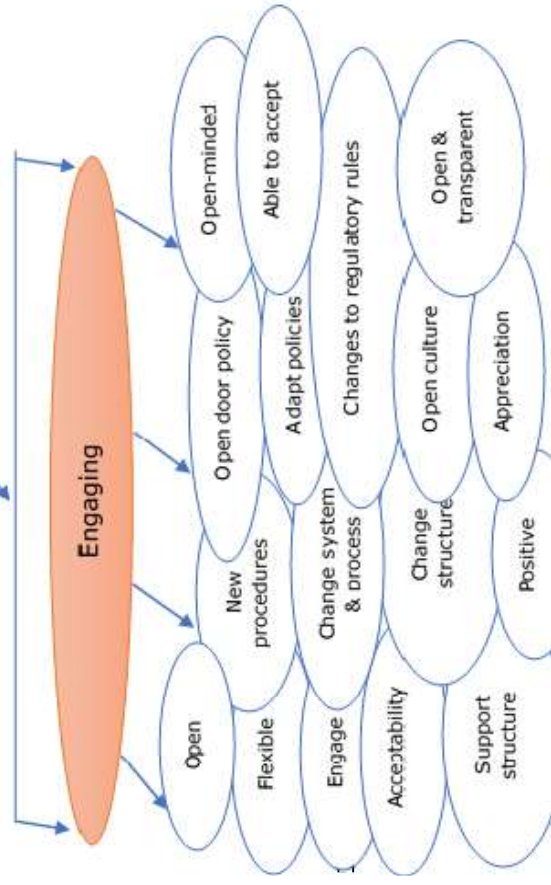 Engaging
Open
New
procedures
Open door policy
Open-minded
Flexible
Adapt policies
Able to accept
Engage
Change system
& process
Changes to regulatory rules
Acceptability
Change
structure
Open culture
Open &
transparent
Support
structure
Positive
Appreciation